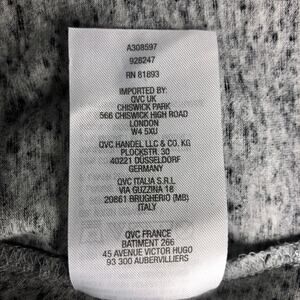 A308597
928247
RN 81893
IMPORTED BY:
QVC UK
CHISWICK PARK
566 CHISWICK HIGH ROAD
LONDON
W4 5XU
QVC HANDEL LLC & CO. KG
PLOCKSTR. 30
40221 DÜSSELDORF
GERMANY
QVC ITALIA S.R.L
VIA GUZZINA 18
20861 BRUGHERIO (MB)
ITALY
QVC FRANCE
BATIMENT 266
45 AVENUE VICTOR HUGO
93 300 AUBERVILLIERS